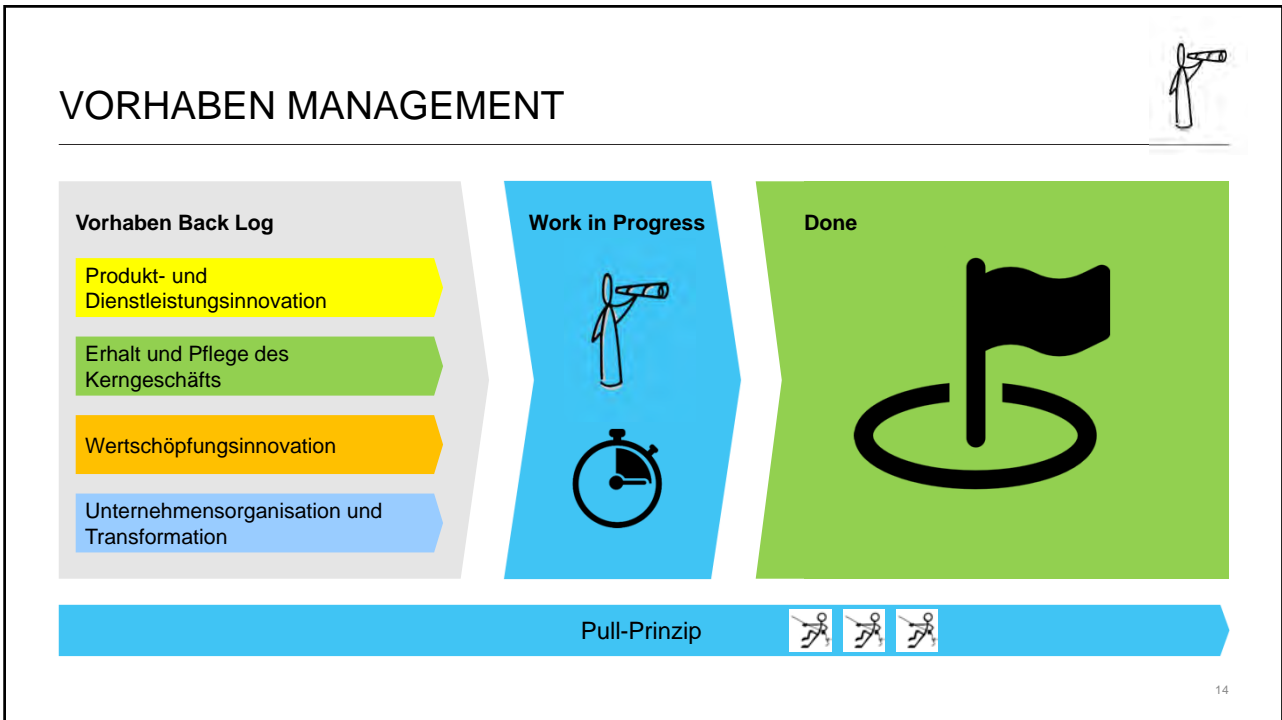 VORHABEN MANAGEMENT
Vorhaben Back Log
Produkt- und
Dienstleistungsinnovation
Erhalt und Pflege des
Kerngeschäfts
Wertschöpfungsinnovation
Unternehmensorganisation und
Transformation
Work in Progress
Done
Pull-Prinzip
14